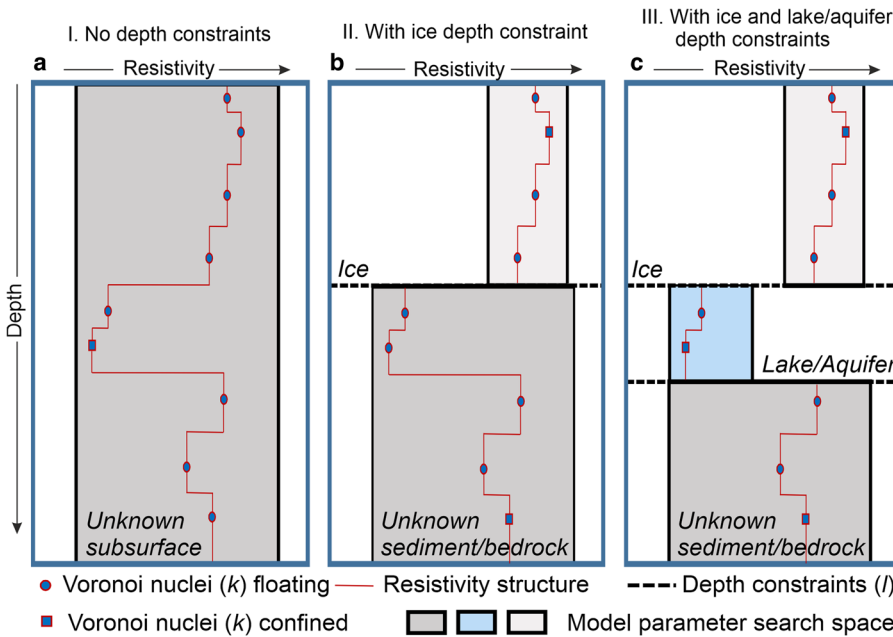 I. No depth constraints
II. With ice depth constraint
III. With ice and lake/aquifer
depth constraints
a
Resistivity
b
Resistivity
c
Resistivity
Depth
Ice
Ice
Lake/Aquifer
Unknown
subsurface
Unknown
sediment/bedrock
Unknown
sediment/bedrock
Voronoi nuclei (k) floating
Resistivity structure
Depth constraints (l)
Voronoi nuclei (k) confined
Model parameter search space